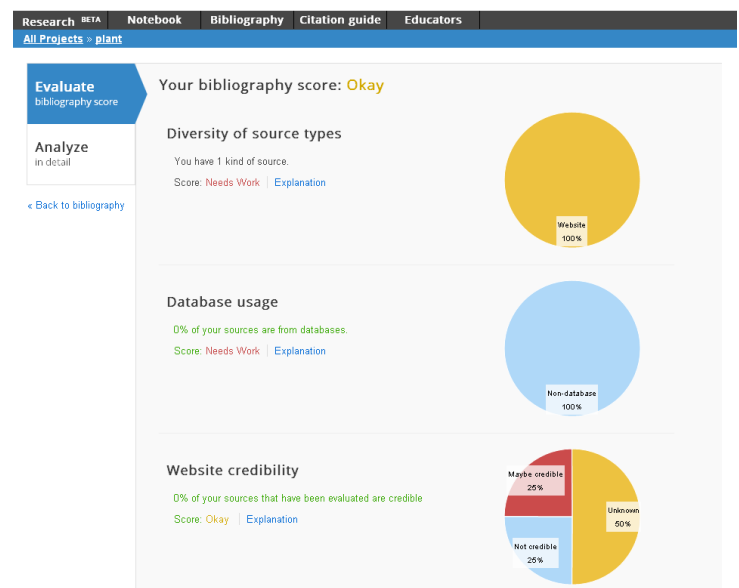 Research BETA Notebook Bibliography Citation guide Educators
All Projects » plant
Evaluate
bibliography score
Analyze
in detail
« Back to bibliography
Your bibliography score: Okay
Diversity of source types
You have 1 kind of source.
Score: Needs Work | Explanation
Website
100%
Database usage
0% of your sources are from databases.
Score: Needs Work | Explanation
Non-database
100%
Website credibility
0% of your sources that have been evaluated are credible
Score: Okay | Explanation
Maybe credible
25%
Unknown
50%
Not credible
25%